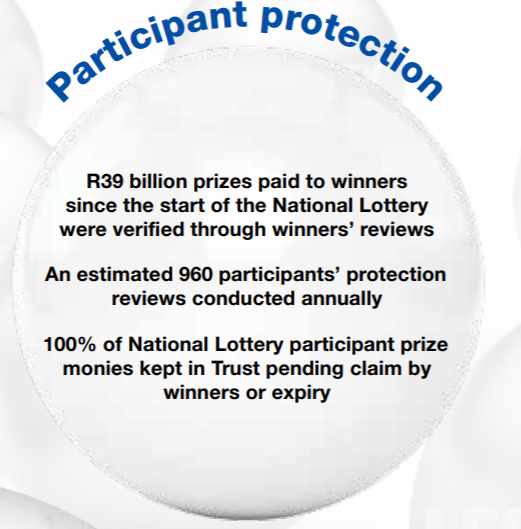 Participant protection
R39 billion prizes paid to winners
since the start of the National Lottery
were verified through winners’ reviews
An estimated 960 participants’ protection
reviews conducted annually
100% of National Lottery participant prize
monies kept in Trust pending claim by
winners or expiry